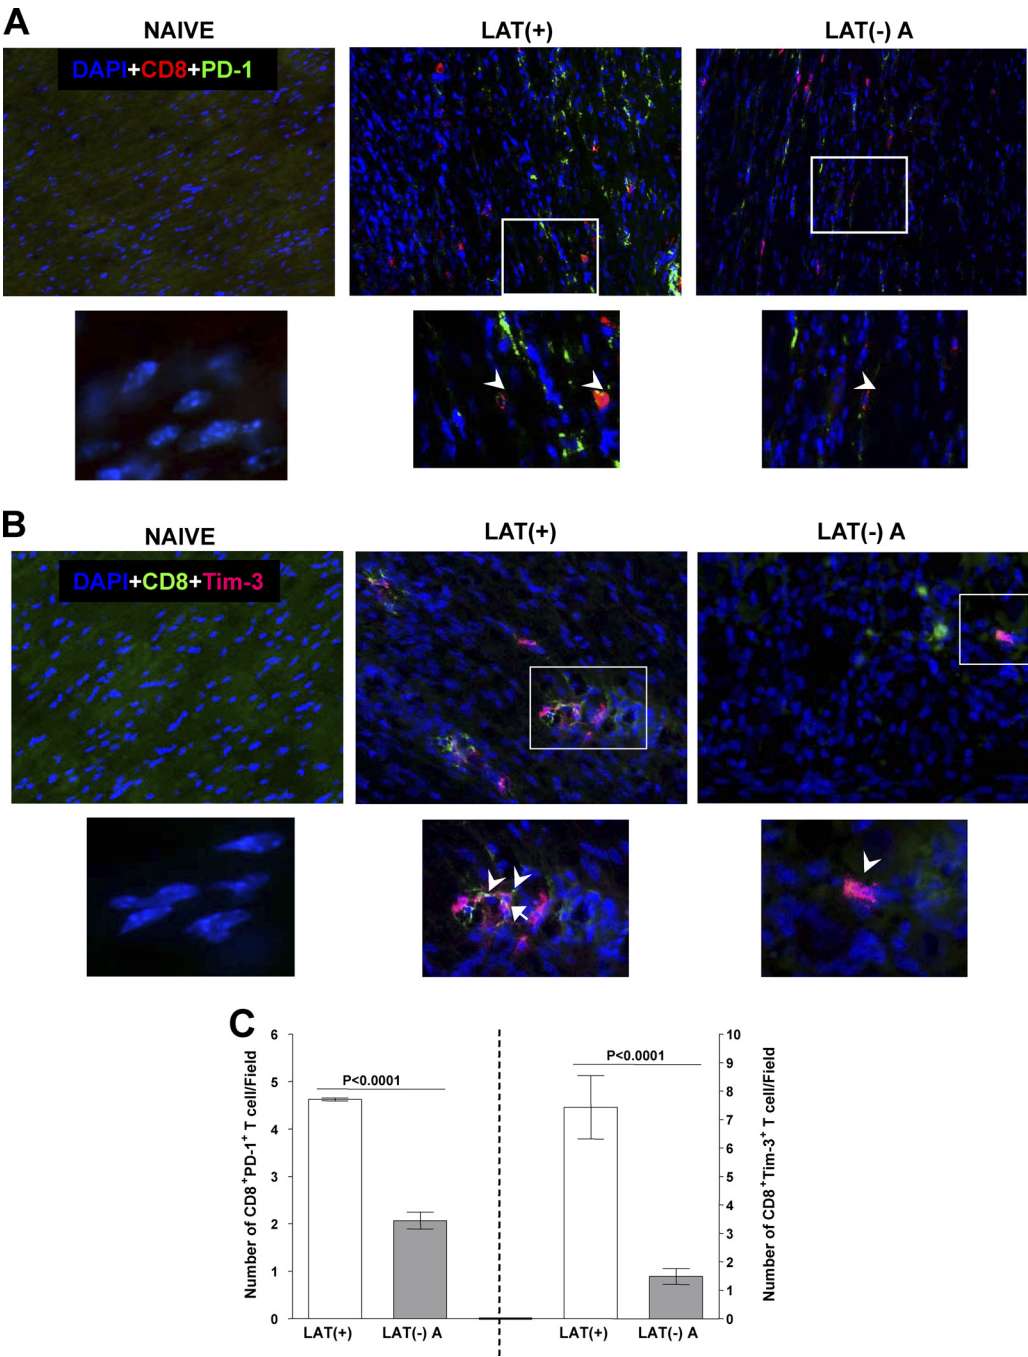 A
NAIVE
LAT(+)
LAT(-) A
DAPI+CD8+PD-1
B
NAIVE
LAT(+)
LAT(-) A
DAPI+CD8+Tim-3
C
Number of CD8⁺PD-1⁺ T cell/Field
6
5
4
3
2
1
0
P<0.0001
P<0.0001
10
9
8
7
6
5
4
3
2
1
0
Number of CD8⁺Tim-3⁺ T cell/Field
LAT(+)
LAT(-) A
LAT(+)
LAT(-) A